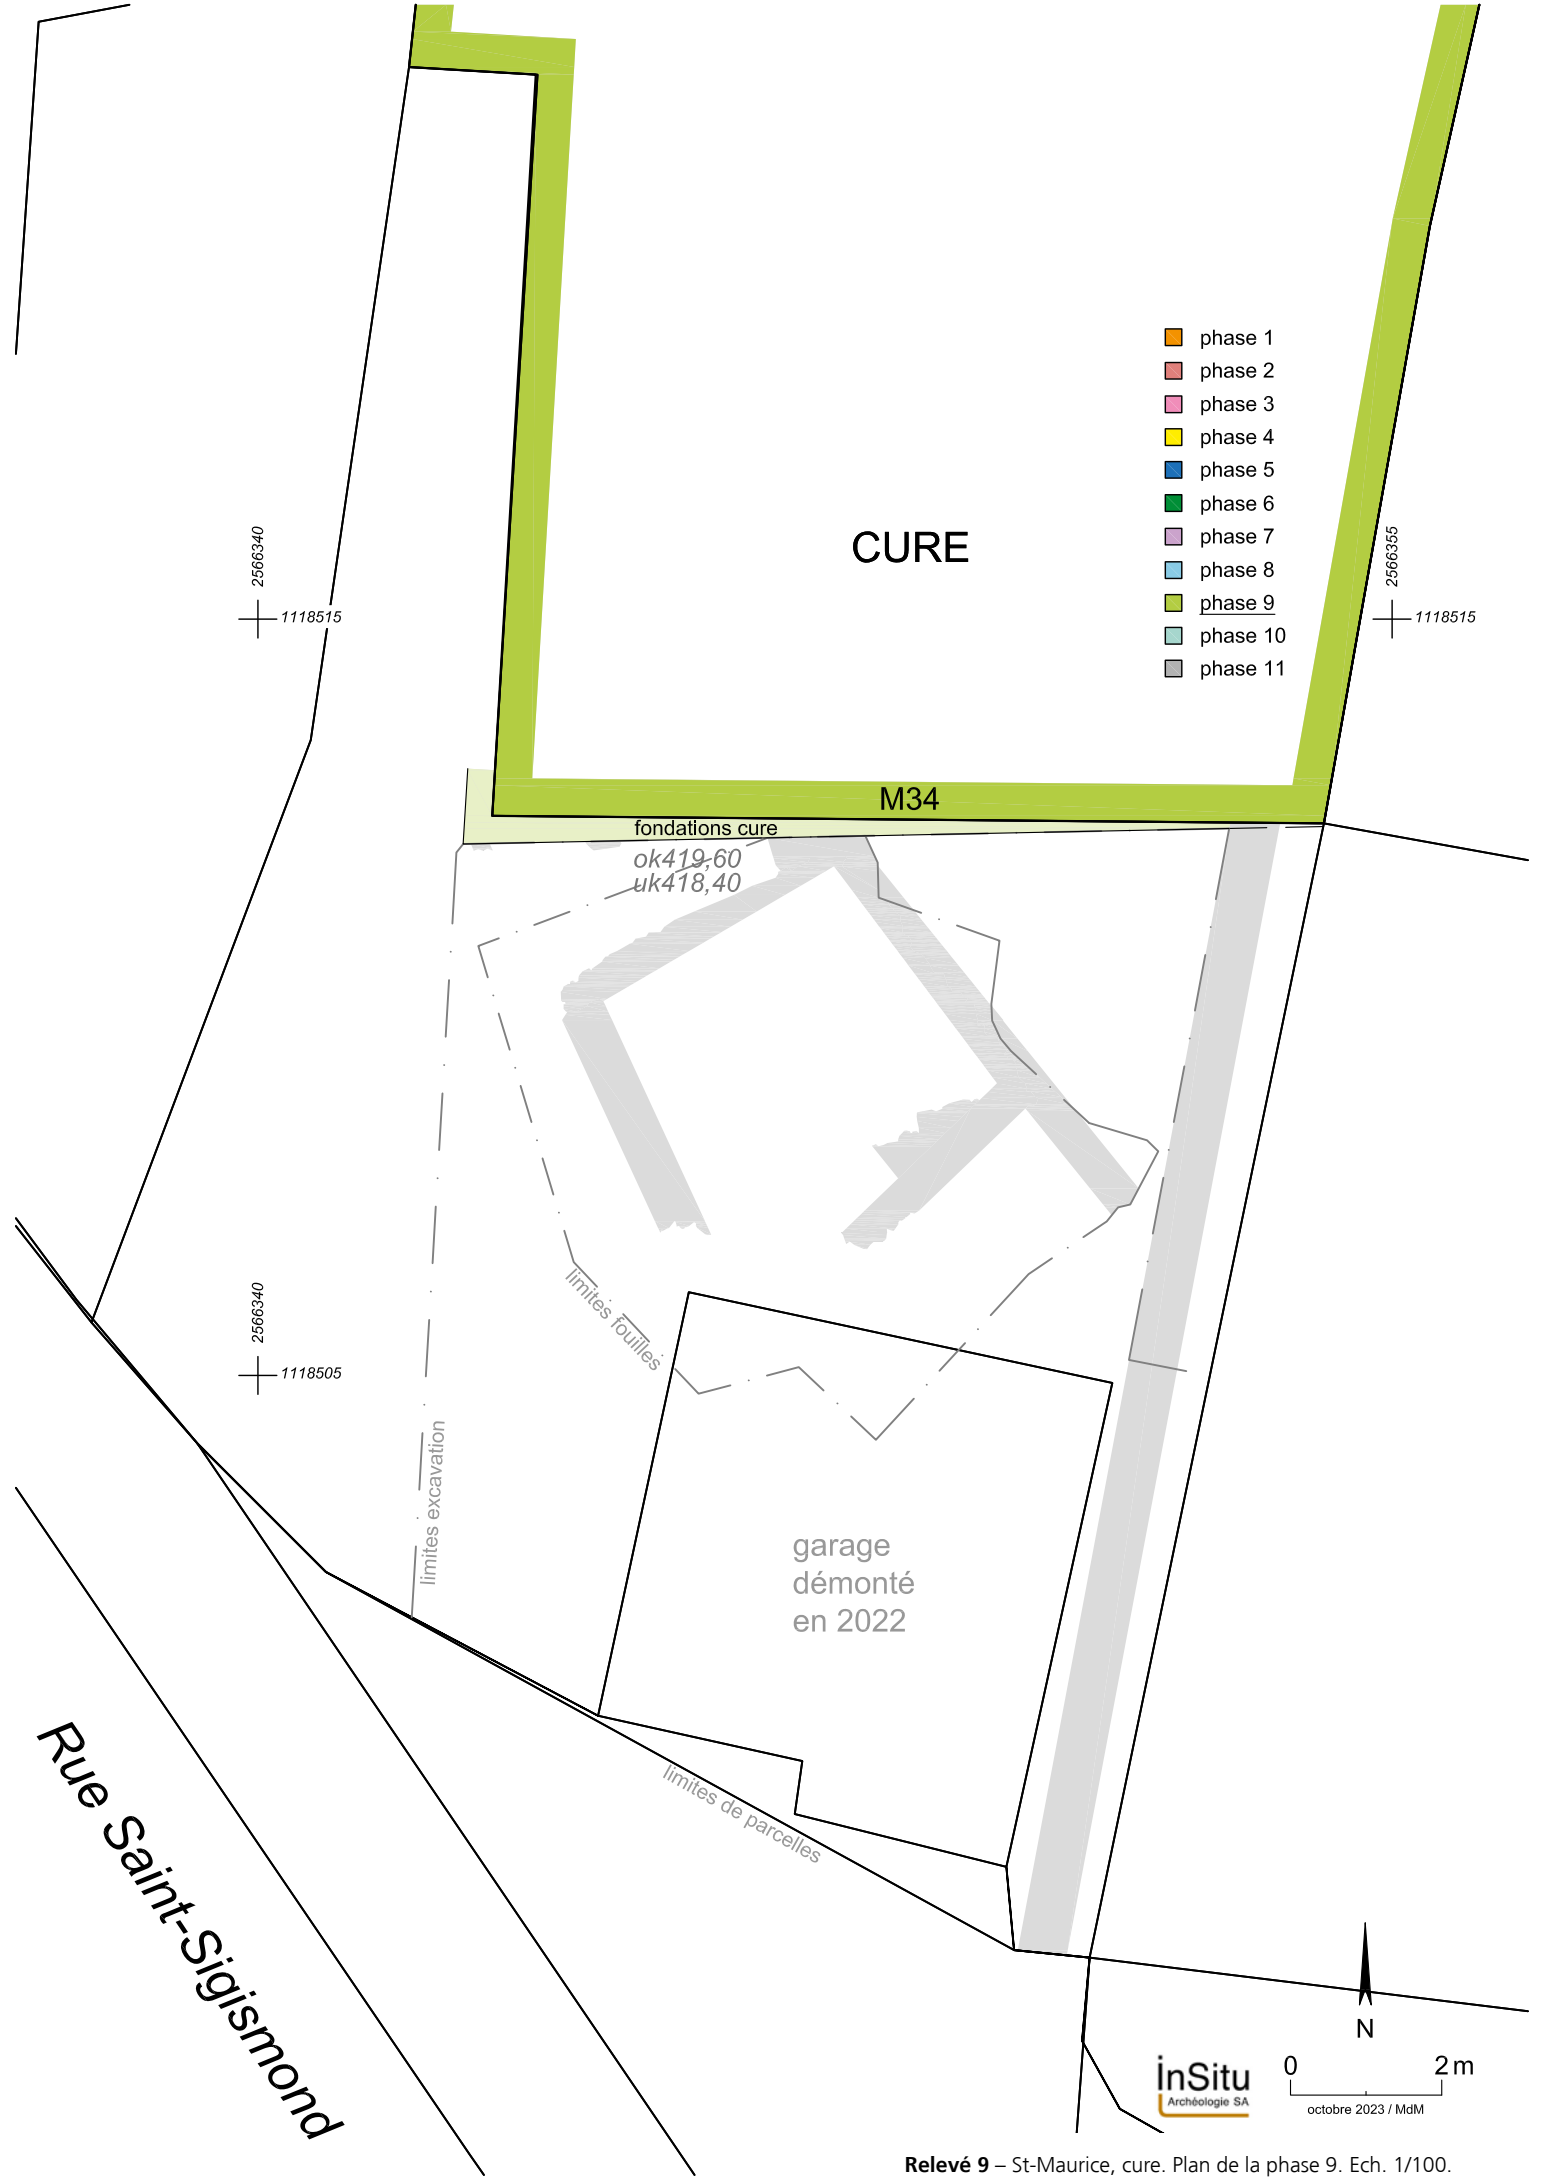 phase 1
phase 2
phase 3
phase 4
phase 5
phase 6
phase 7
phase 8
phase 9
phase 10
phase 11
CURE
2566340
1118515
2566355
1118515
M34
fondations cure
ok419,60
uk418,40
limites fouilles
2566340
1118505
limites excavation
garage
démonté
en 2022
limites de parcelles
Rue Saint-Sigismond
N
inSitu
Archéologie SA
0 2 m
octobre 2023 / MdM
Relevé 9 – St-Maurice, cure. Plan de la phase 9. Ech. 1/100.